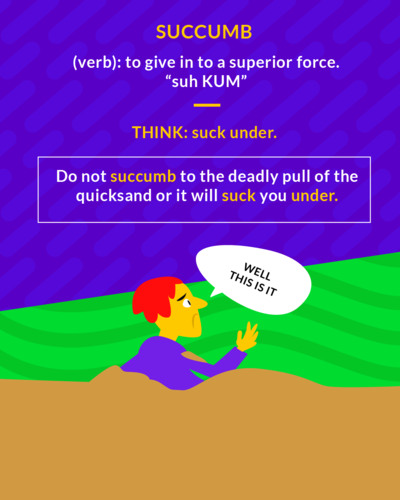 SUCCUMB
(verb): to give in to a superior force.
“suh KUM”
THINK: suck under.
Do not succumb to the deadly pull of the
quicksand or it will suck you under.
WELL
THIS IS IT